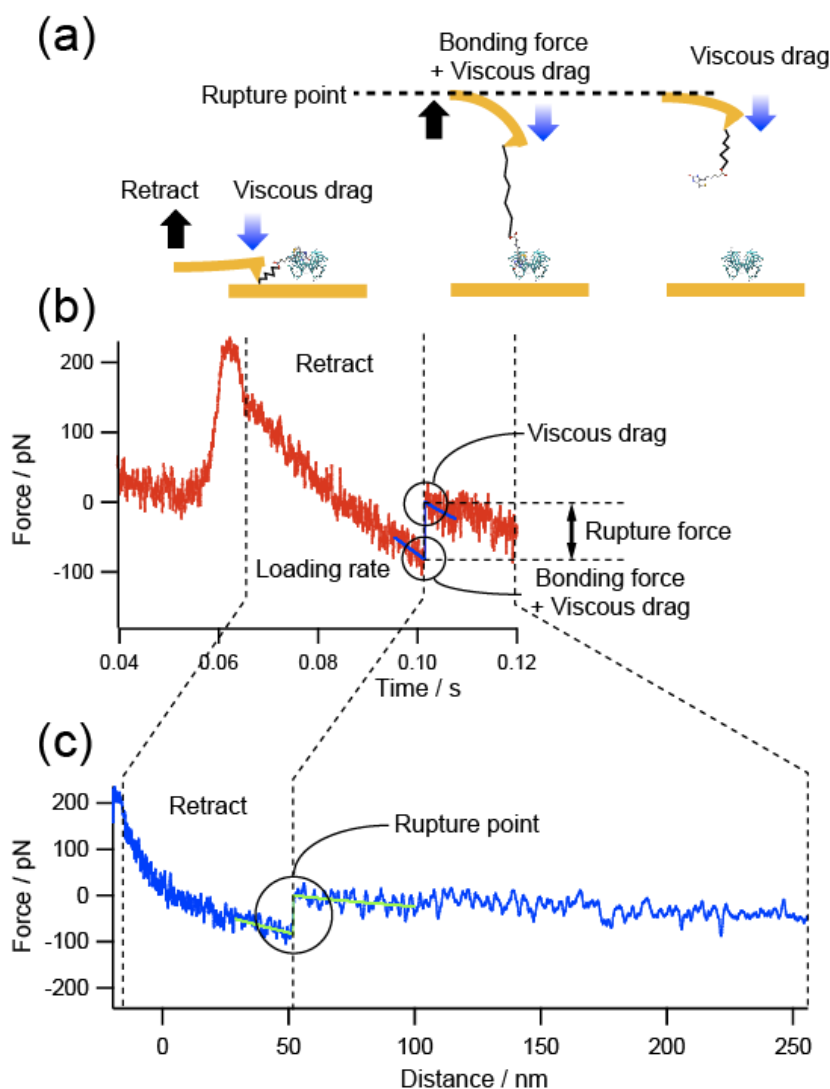 (a)
Bonding force
+ Viscous drag
Viscous drag
Rupture point
Retract
Viscous drag
(b)
200
100
0
-100
Force / pN
Retract
Viscous drag
Rupture force
Loading rate
Bonding force
+ Viscous drag
0.04
0.06
0.08
0.10
0.12
Time / s
(c)
200
100
0
-100
-200
Force / pN
Retract
Rupture point
0
50
100
150
200
250
Distance / nm